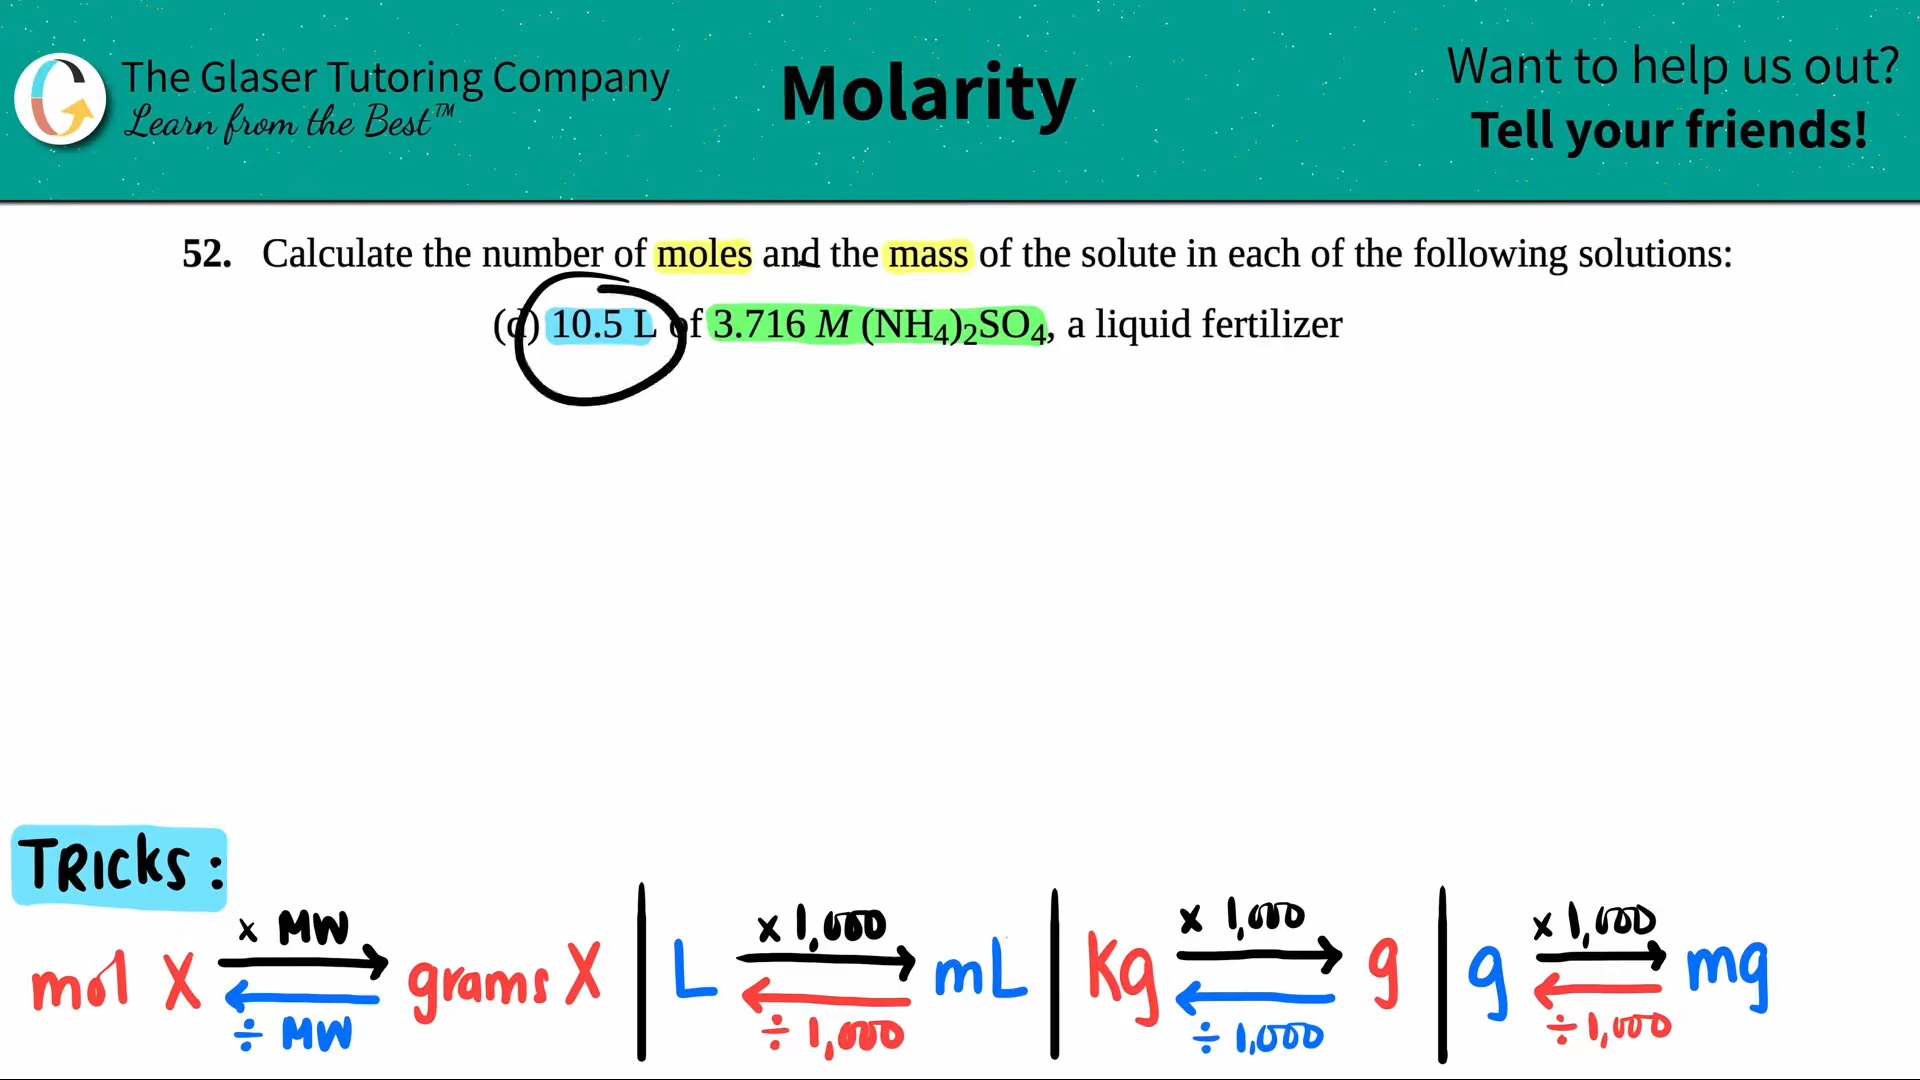 The Glaser Tutoring Company
Learn from the Best™
Molarity
Want to help us out?
Tell your friends!
52. Calculate the number of moles and the mass of the solute in each of the following solutions:
(d) 10.5 L of 3.716 M (NH4)2SO4, a liquid fertilizer
TRICKS:
x MW
mol X grams X
÷ MW
x 1,000
L mL
÷ 1,000
x 1,000
Kg g
÷ 1,000
x 1,000
g mg
÷ 1,000